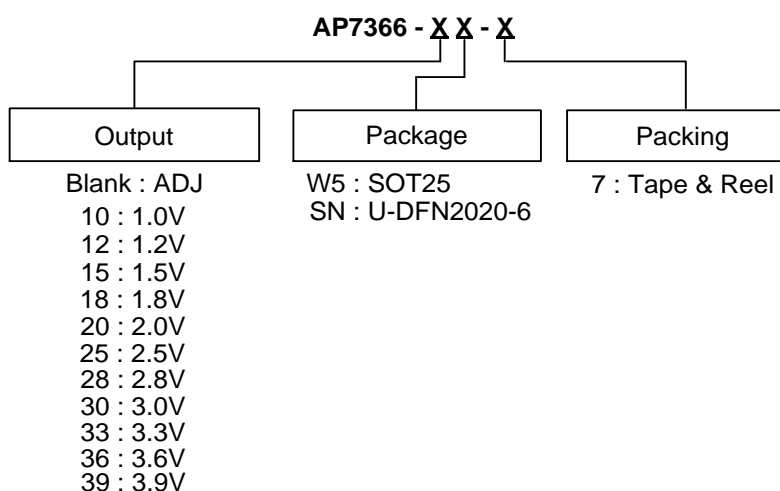 AP7366 - X X - X
Output
Package
Packing
Blank : ADJ
10 : 1.0V
12 : 1.2V
15 : 1.5V
18 : 1.8V
20 : 2.0V
25 : 2.5V
28 : 2.8V
30 : 3.0V
33 : 3.3V
36 : 3.6V
39 : 3.9V
W5 : SOT25
SN : U-DFN2020-6
7 : Tape & Reel